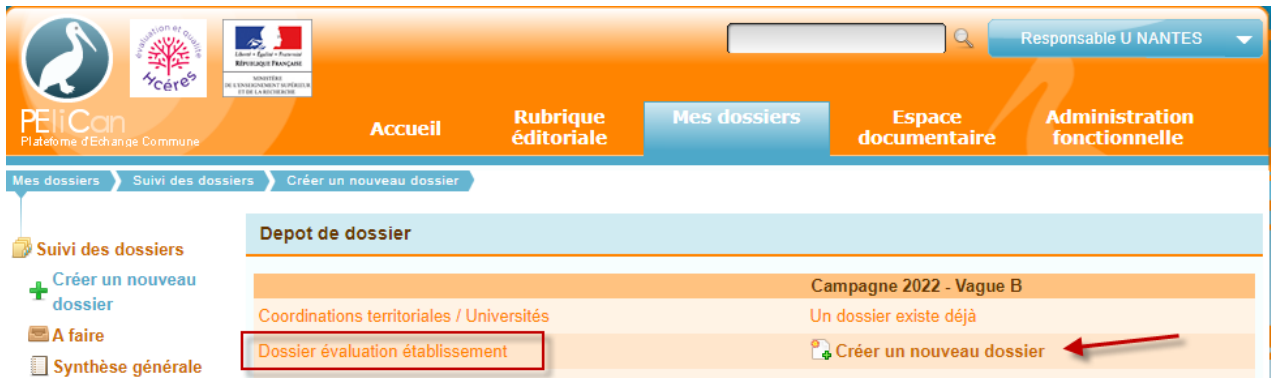 évaluation et qualité
Hcéres
Liberté • Égalité • Fraternité
RÉPUBLIQUE FRANÇAISE
MINISTÈRE
DE L'ENSEIGNEMENT SUPÉRIEUR
ET DE LA RECHERCHE
Responsable U NANTES
PEliCan
Plateforme d'Echange Commune
Accueil
Rubrique
éditoriale
Mes dossiers
Espace
documentaire
Administration
fonctionnelle
Mes dossiers
Suivi des dossiers
Créer un nouveau dossier
Suivi des dossiers
Créer un nouveau
dossier
A faire
Synthèse générale
Depot de dossier
Campagne 2022 - Vague B
Coordinations territoriales / Universités
Un dossier existe déjà
Dossier évaluation établissement
Créer un nouveau dossier